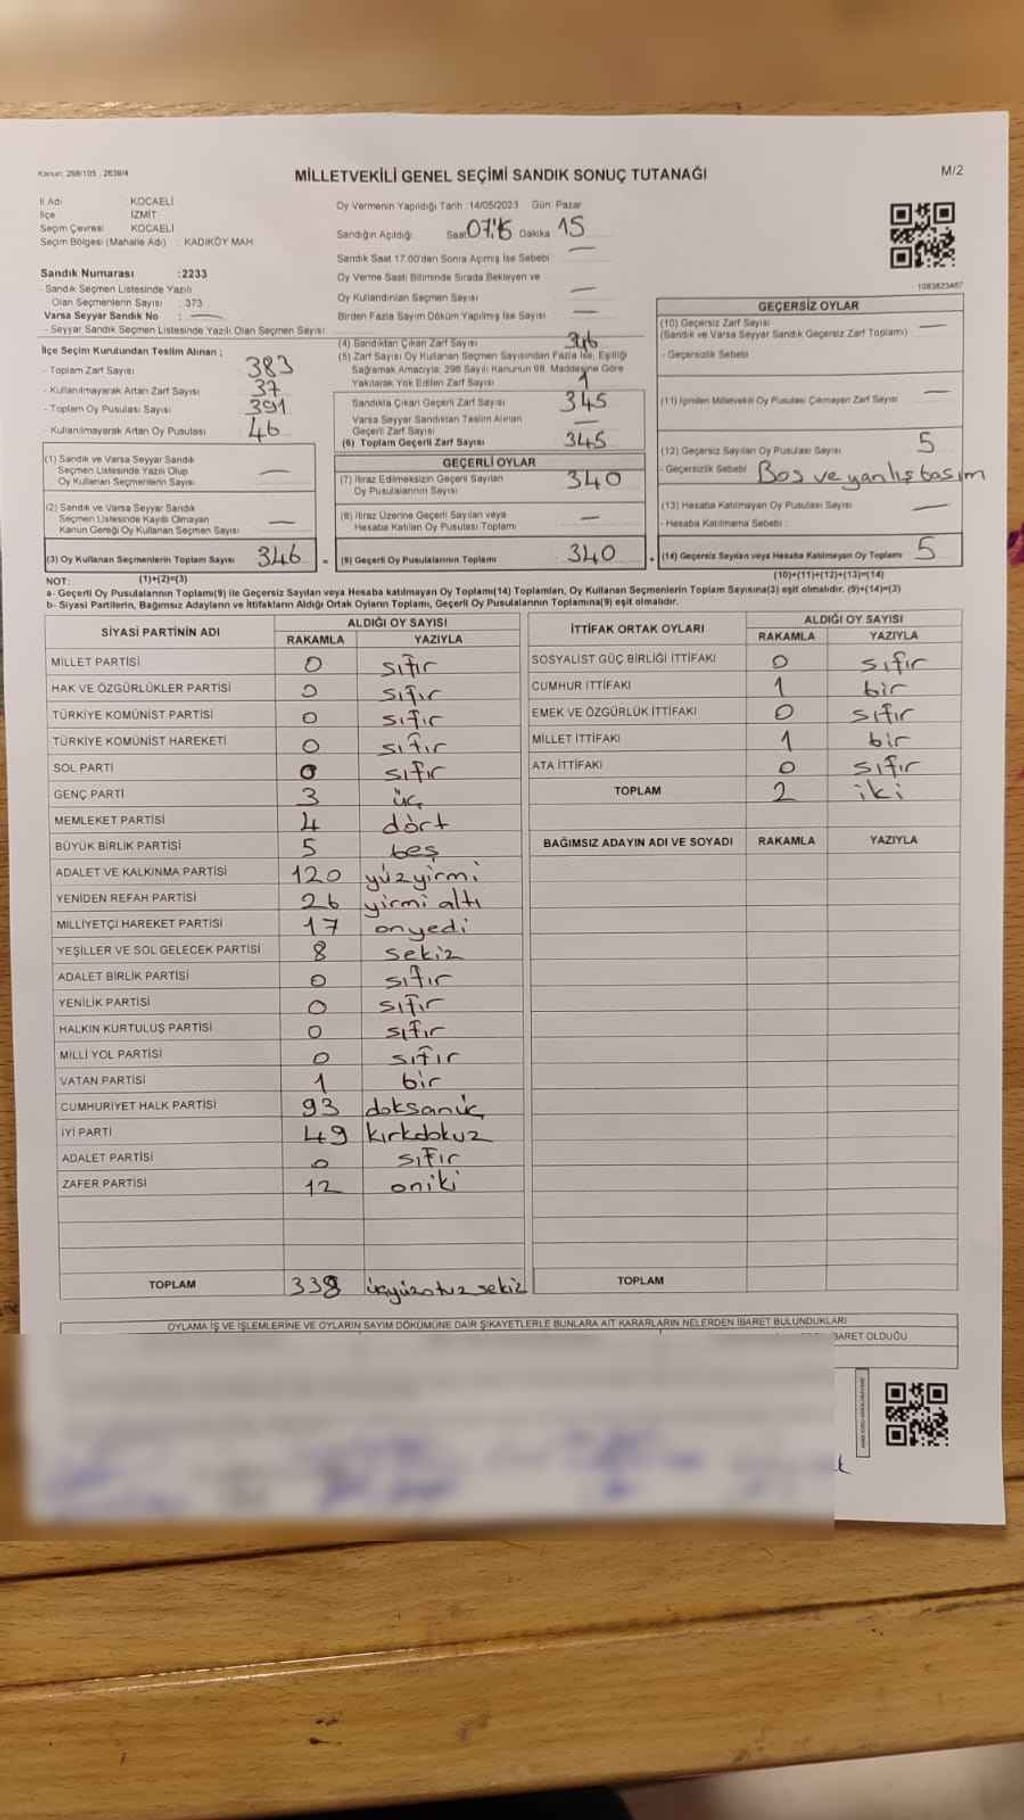 Kanun: 298/105 , 2839/4
MİLLETVEKİLİ GENEL SEÇİMİ SANDIK SONUÇ TUTANAĞI
M/2
İl Adı KOCAELİ
İlçe İZMİT
Seçim Çevresi KOCAELİ
Seçim Bölgesi (Mahalle Adı) : KADIKÖY MAH
Sandık Numarası :2233
- Sandık Seçmen Listesinde Yazılı
Olan Seçmenlerin Sayısı : 373
Varsa Seyyar Sandık No : —
- Seyyar Sandık Seçmen Listesinde Yazılı Olan Seçmen Sayısı:
Oy Vermenin Yapıldığı Tarih :14/05/2023 Gün: Pazar
Sandığın Açıldığı Saat Dakika 15
Sandık Saat 17.00'den Sonra Açılmış İse Sebebi —
Oy Verme Saati Bitiminde Sırada Bekleyen ve
Oy Kullandırılan Seçmen Sayısı —
Birden Fazla Sayım Döküm Yapılmış İse Sayısı —
1083623467
İlçe Seçim Kurulundan Teslim Alınan ;
- Toplam Zarf Sayısı 383
- Kullanılmayarak Artan Zarf Sayısı 37
- Toplam Oy Pusulası Sayısı 391
- Kullanılmayarak Artan Oy Pusulası 46
(1) Sandık ve Varsa Seyyar Sandık
Seçmen Listesinde Yazılı Olup
Oy Kullanan Seçmenlerin Sayısı —
(2) Sandık ve Varsa Seyyar Sandık
Seçmen Listesinde Kayıtlı Olmayan
Kanun Gereği Oy Kullanan Seçmen Sayısı —
(3) Oy Kullanan Seçmenlerin Toplam Sayısı 346
(4) Sandıktan Çıkan Zarf Sayısı 346
(5) Zarf Sayısı Oy Kullanan Seçmen Sayısından Fazla İse, Eşitliği
Sağlamak Amacıyla; 298 Sayılı Kanunun 98. Maddesine Göre
Yakılarak Yok Edilen Zarf Sayısı 1
Sandıkta Çıkan Geçerli Zarf Sayısı 345
Varsa Seyyar Sandıktan Teslim Alınan
Geçerli Zarf Sayısı —
(6) Toplam Geçerli Zarf Sayısı 345
GEÇERLİ OYLAR
(7) İtiraz Edilmeksizin Geçerli Sayılan
Oy Pusulalarının Sayısı 340
(8) İtiraz Üzerine Geçerli Sayılan veya
Hesaba Katılan Oy Pusulası Toplamı —
= (9) Geçerli Oy Pusulalarının Toplamı 340
GEÇERSİZ OYLAR
(10) Geçersiz Zarf Sayısı —
(Sandık ve Varsa Seyyar Sandık Geçersiz Zarf Toplamı)
- Geçersizlik Sebebi
(11) İçinden Milletvekili Oy Pusulası Çıkmayan Zarf Sayısı —
(12) Geçersiz Sayılan Oy Pusulası Sayısı 5
- Geçersizlik Sebebi Boş ve yanlış basım
(13) Hesaba Katılmayan Oy Pusulası Sayısı —
- Hesaba Katılmama Sebebi :
+ (14) Geçersiz Sayılan veya Hesaba Katılmayan Oy Toplamı 5
NOT: (1)+(2)=(3) (10)+(11)+(12)+(13)=(14)
a- Geçerli Oy Pusulalarının Toplamı(9) ile Geçersiz Sayılan veya Hesaba katılmayan Oy Toplamı(14) Toplamları, Oy Kullanan Seçmenlerin Toplam Sayısına(3) eşit olmalıdır. (9)+(14)=(3)
b- Siyasi Partilerin, Bağımsız Adayların ve İttifakların Aldığı Ortak Oyların Toplamı, Geçerli Oy Pusulalarının Toplamına(9) eşit olmalıdır.
SİYASİ PARTİNİN ADI ALDIĞI OY SAYISI
RAKAMLA YAZIYLA
MİLLET PARTİSİ 0 sıfır
HAK VE ÖZGÜRLÜKLER PARTİSİ 0 sıfır
TÜRKİYE KOMÜNİST PARTİSİ 0 sıfır
TÜRKİYE KOMÜNİST HAREKETİ 0 sıfır
SOL PARTİ 0 sıfır
GENÇ PARTİ 3 üç
MEMLEKET PARTİSİ 4 dört
BÜYÜK BİRLİK PARTİSİ 5 beş
ADALET VE KALKINMA PARTİSİ 120 yüzyirmi
YENİDEN REFAH PARTİSİ 26 yirmi altı
MİLLİYETÇİ HAREKET PARTİSİ 17 onyedi
YEŞİLLER VE SOL GELECEK PARTİSİ 8 sekiz
ADALET BİRLİK PARTİSİ 0 sıfır
YENİLİK PARTİSİ 0 sıfır
HALKIN KURTULUŞ PARTİSİ 0 sıfır
MİLLİ YOL PARTİSİ 0 sıfır
VATAN PARTİSİ 1 bir
CUMHURİYET HALK PARTİSİ 93 doksanüç
İYİ PARTİ 49 kırkdokuz
ADALET PARTİSİ 0 sıfır
ZAFER PARTİSİ 12 oniki
TOPLAM 338 üçyüzotuz sekiz
İTTİFAK ORTAK OYLARI ALDIĞI OY SAYISI
RAKAMLA YAZIYLA
SOSYALİST GÜÇ BİRLİĞİ İTTİFAKI 0 sıfır
CUMHUR İTTİFAKI 1 bir
EMEK VE ÖZGÜRLÜK İTTİFAKI 0 sıfır
MİLLET İTTİFAKI 1 bir
ATA İTTİFAKI 0 sıfır
TOPLAM 2 iki
BAĞIMSIZ ADAYIN ADI VE SOYADI RAKAMLA YAZIYLA
TOPLAM
OYLAMA İŞ VE İŞLEMLERİNE VE OYLARIN SAYIM DÖKÜMÜNE DAİR ŞİKAYETLERLE BUNLARA AİT KARARLARIN NELERDEN İBARET BULUNDUKLARI
BARET OLDUĞU